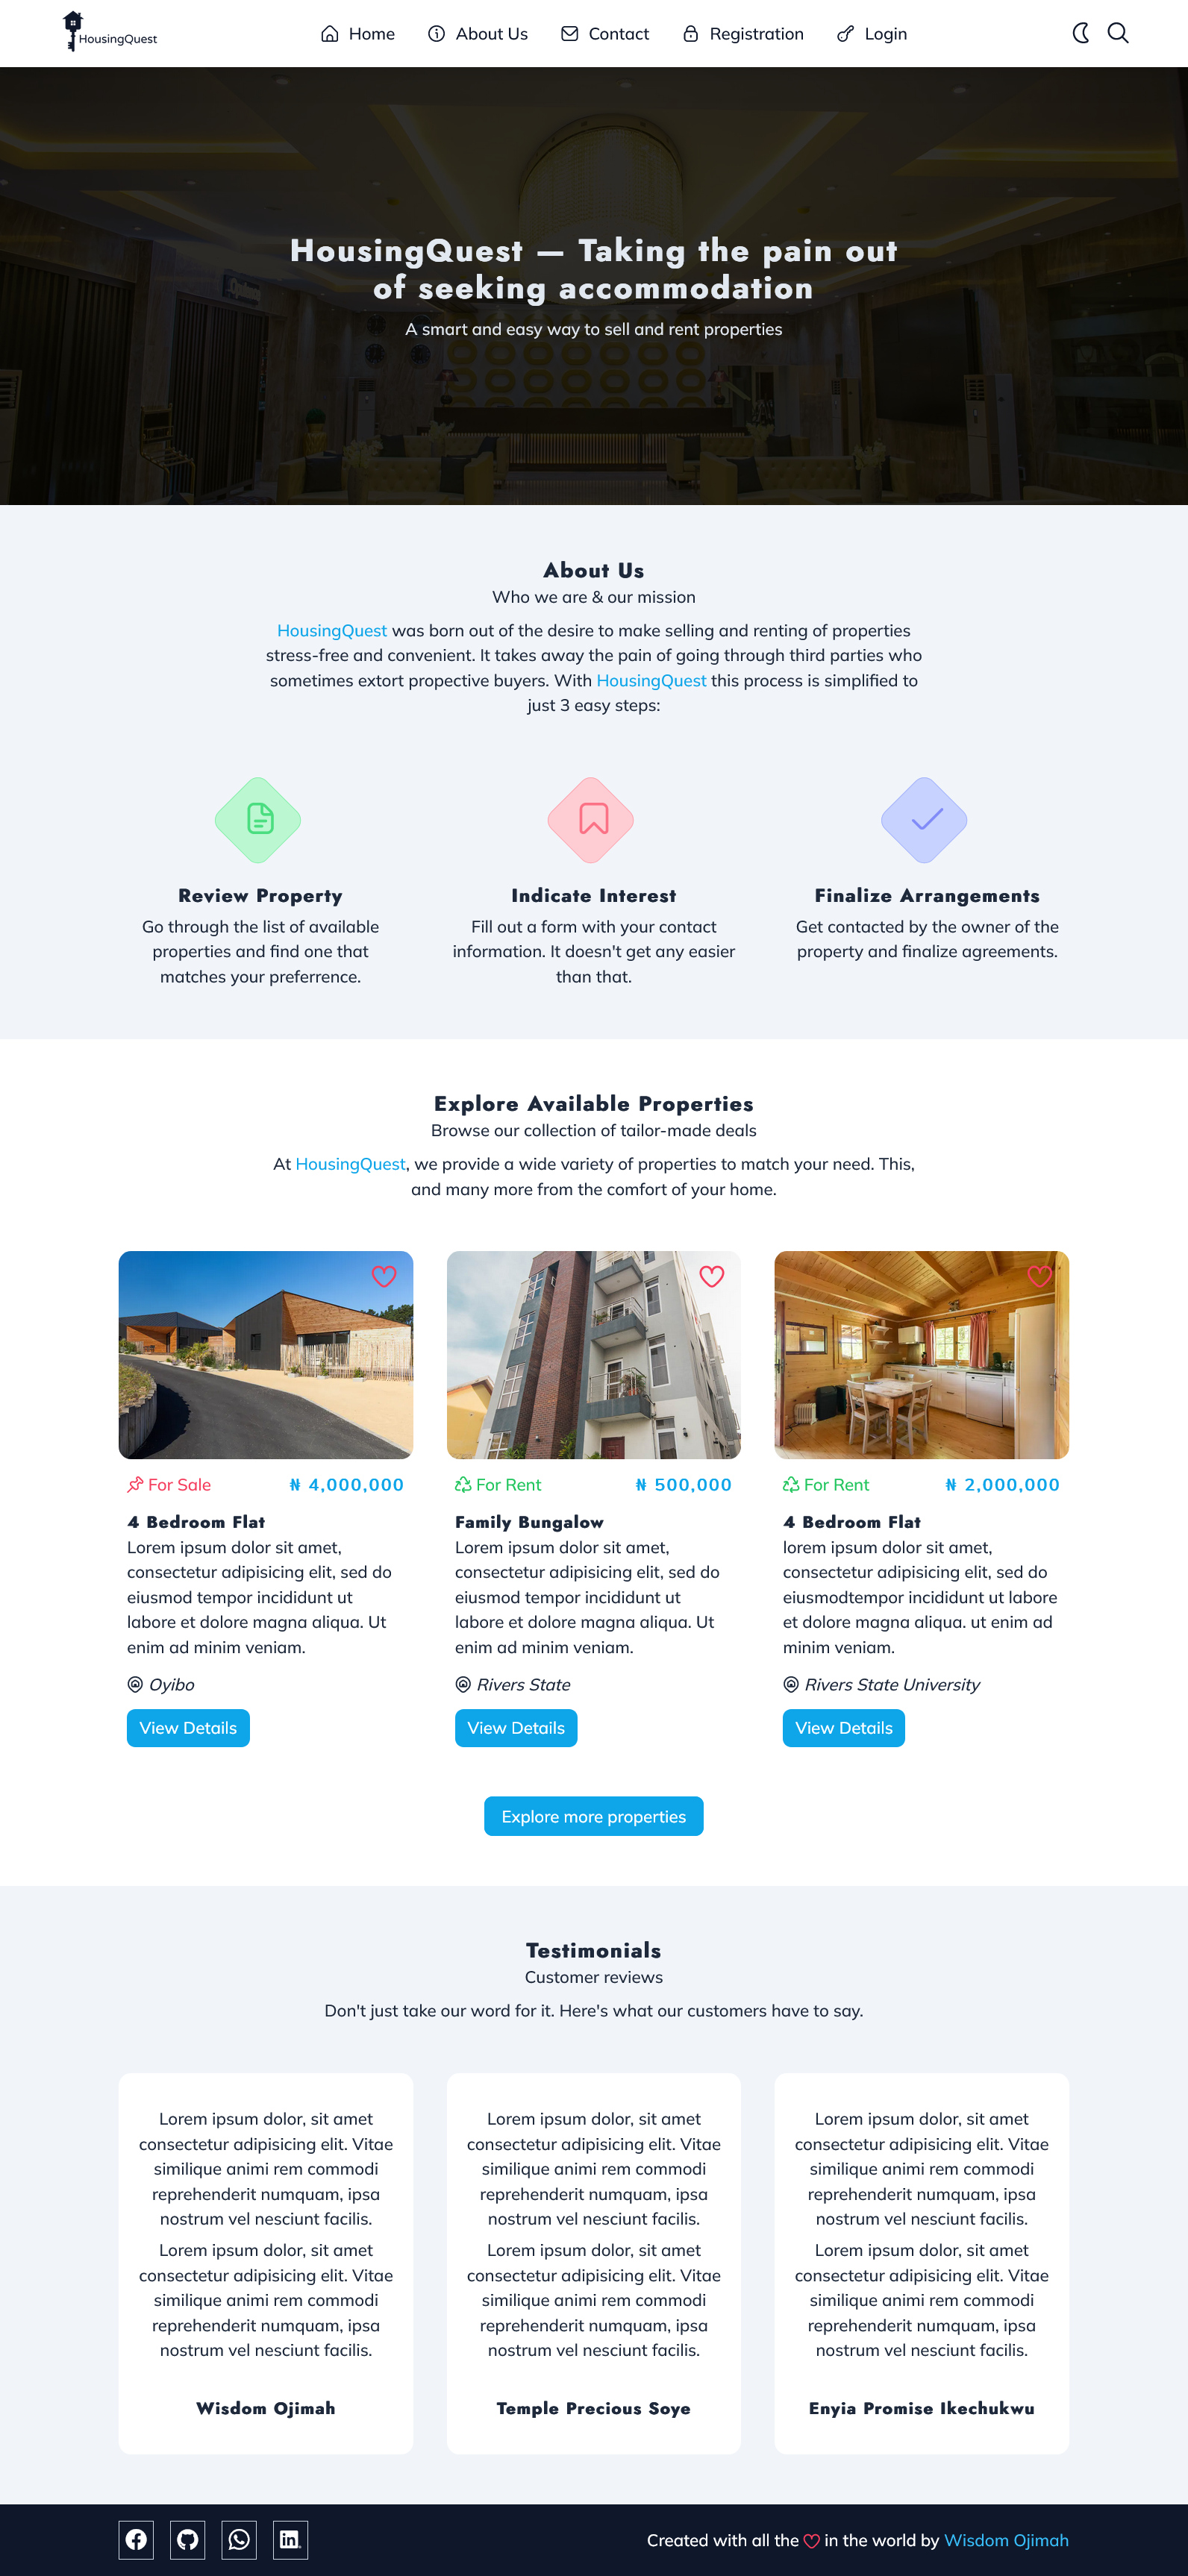 HousingQuest
Home
About Us
Contact
Registration
Login
HousingQuest — Taking the pain out
of seeking accommodation
A smart and easy way to sell and rent properties
About Us
Who we are & our mission
HousingQuest was born out of the desire to make selling and renting of properties
stress-free and convenient. It takes away the pain of going through third parties who
sometimes extort propective buyers. With HousingQuest this process is simplified to
just 3 easy steps:
Review Property
Go through the list of available
properties and find one that
matches your preferrence.
Indicate Interest
Fill out a form with your contact
information. It doesn't get any easier
than that.
Finalize Arrangements
Get contacted by the owner of the
property and finalize agreements.
Explore Available Properties
Browse our collection of tailor-made deals
At HousingQuest, we provide a wide variety of properties to match your need. This,
and many more from the comfort of your home.
For Sale
₦ 4,000,000
4 Bedroom Flat
Lorem ipsum dolor sit amet,
consectetur adipisicing elit, sed do
eiusmod tempor incididunt ut
labore et dolore magna aliqua. Ut
enim ad minim veniam.
Oyibo
View Details
For Rent
₦ 500,000
Family Bungalow
Lorem ipsum dolor sit amet,
consectetur adipisicing elit, sed do
eiusmod tempor incididunt ut
labore et dolore magna aliqua. Ut
enim ad minim veniam.
Rivers State
View Details
For Rent
₦ 2,000,000
4 Bedroom Flat
lorem ipsum dolor sit amet,
consectetur adipisicing elit, sed do
eiusmodtempor incididunt ut labore
et dolore magna aliqua. ut enim ad
minim veniam.
Rivers State University
View Details
Explore more properties
Testimonials
Customer reviews
Don't just take our word for it. Here's what our customers have to say.
Lorem ipsum dolor, sit amet
consectetur adipisicing elit. Vitae
similique animi rem commodi
reprehenderit numquam, ipsa
nostrum vel nesciunt facilis.
Lorem ipsum dolor, sit amet
consectetur adipisicing elit. Vitae
similique animi rem commodi
reprehenderit numquam, ipsa
nostrum vel nesciunt facilis.
Wisdom Ojimah
Lorem ipsum dolor, sit amet
consectetur adipisicing elit. Vitae
similique animi rem commodi
reprehenderit numquam, ipsa
nostrum vel nesciunt facilis.
Lorem ipsum dolor, sit amet
consectetur adipisicing elit. Vitae
similique animi rem commodi
reprehenderit numquam, ipsa
nostrum vel nesciunt facilis.
Temple Precious Soye
Lorem ipsum dolor, sit amet
consectetur adipisicing elit. Vitae
similique animi rem commodi
reprehenderit numquam, ipsa
nostrum vel nesciunt facilis.
Lorem ipsum dolor, sit amet
consectetur adipisicing elit. Vitae
similique animi rem commodi
reprehenderit numquam, ipsa
nostrum vel nesciunt facilis.
Enyia Promise Ikechukwu
Created with all the in the world by Wisdom Ojimah